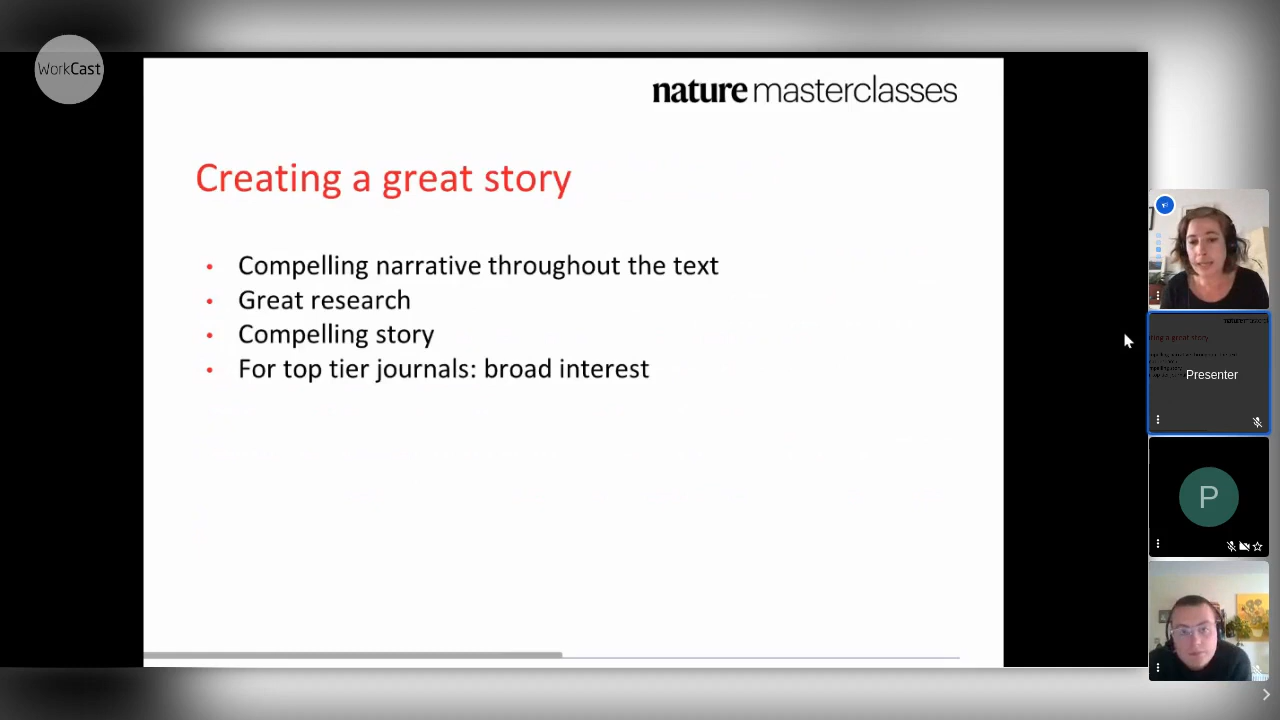 WorkCast
nature masterclasses
Creating a great story
• Compelling narrative throughout the text
• Great research
• Compelling story
• For top tier journals: broad interest
Presenter
P